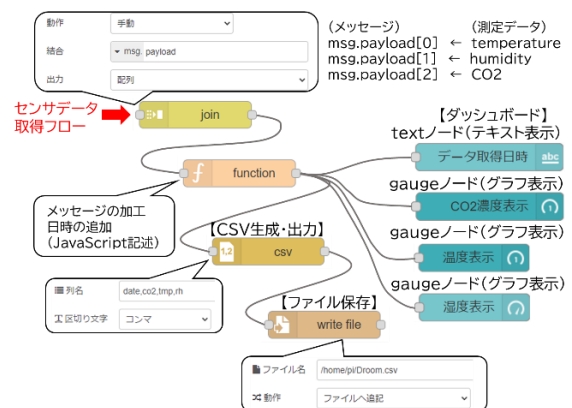 動作 手動
結合 msg. payload
出力 配列
(メッセージ) (測定データ)
msg.payload[0] ← temperature
msg.payload[1] ← humidity
msg.payload[2] ← CO2
センサデータ
取得フロー
join
【ダッシュボード】
textノード(テキスト表示)
データ取得日時 abc
function
gaugeノード(グラフ表示)
CO2濃度表示
メッセージの加工
日時の追加
(JavaScript記述)
【CSV生成・出力】
1,2 csv
gaugeノード(グラフ表示)
温度表示
gaugeノード(グラフ表示)
湿度表示
列名 date,co2,tmp,rh
区切り文字 コンマ
【ファイル保存】
write file
ファイル名 /home/pi/Droom.csv
動作 ファイルへ追記